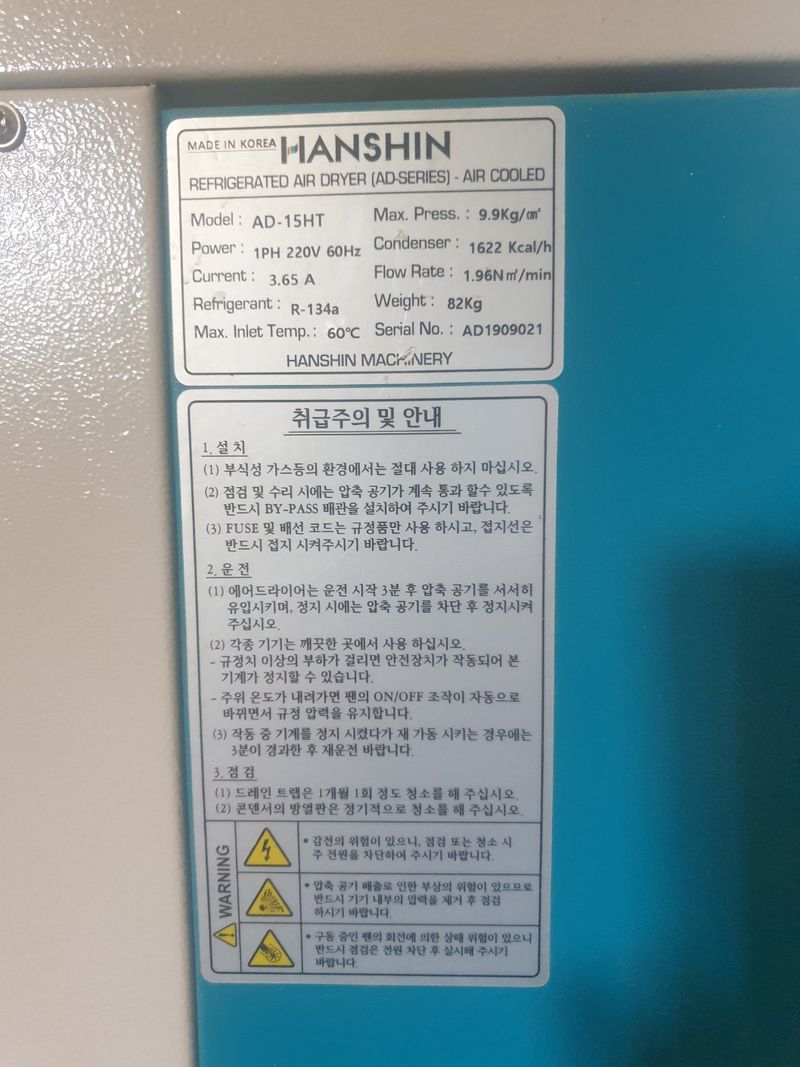 MADE IN KOREA HANSHIN
REFRIGERATED AIR DRYER (AD-SERIES) - AIR COOLED
Model : AD-15HT Max. Press. : 9.9Kg/㎠
Power : 1PH 220V 60Hz Condenser : 1622 Kcal/h
Current : 3.65 A Flow Rate : 1.96N㎥/min
Refrigerant : R-134a Weight : 82Kg
Max. Inlet Temp. : 60℃ Serial No. : AD1909021
HANSHIN MACHINERY
취급주의 및 안내
1. 설 치
(1) 부식성 가스등의 환경에서는 절대 사용 하지 마십시오.
(2) 점검 및 수리 시에는 압축 공기가 계속 통과 할수 있도록
반드시 BY-PASS 배관을 설치하여 주시기 바랍니다.
(3) FUSE 및 배선 코드는 규정품만 사용 하시고, 접지선은
반드시 접지 시켜주시기 바랍니다.
2. 운 전
(1) 에어드라이어는 운전 시작 3분 후 압축 공기를 서서히
유입시키며, 정지 시에는 압축 공기를 차단 후 정지시켜
주십시오.
(2) 각종 기기는 깨끗한 곳에서 사용 하십시오.
- 규정치 이상의 부하가 걸리면 안전장치가 작동되어 본
기계가 정지할 수 있습니다.
- 주위 온도가 내려가면 팬의 ON/OFF 조작이 자동으로
바뀌면서 규정 압력을 유지합니다.
(3) 작동 중 기계를 정지 시켰다가 재 가동 시키는 경우에는
3분이 경과한 후 재운전 바랍니다.
3. 점 검
(1) 드레인 트랩은 1개월 1회 정도 청소를 해 주십시오.
(2) 콘덴서의 방열판은 정기적으로 청소를 해 주십시오.
WARNING
• 감전의 위험이 있으니, 점검 또는 청소 시
주 전원을 차단하여 주시기 바랍니다.
• 압축 공기 배출로 인한 부상의 위험이 있으므로
반드시 기기 내부의 압력을 제거 후 점검
하시기 바랍니다.
• 구동 중인 팬의 회전에 의한 상해 위험이 있으니
반드시 점검은 전원 차단 후 실시해 주시기
바랍니다.